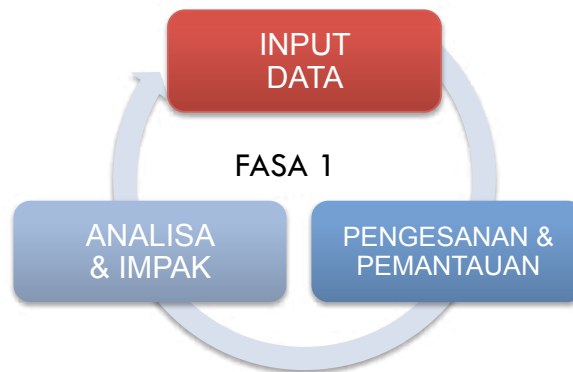 INPUT
DATA
FASA 1
ANALISA
& IMPAK
PENGESANAN &
PEMANTAUAN